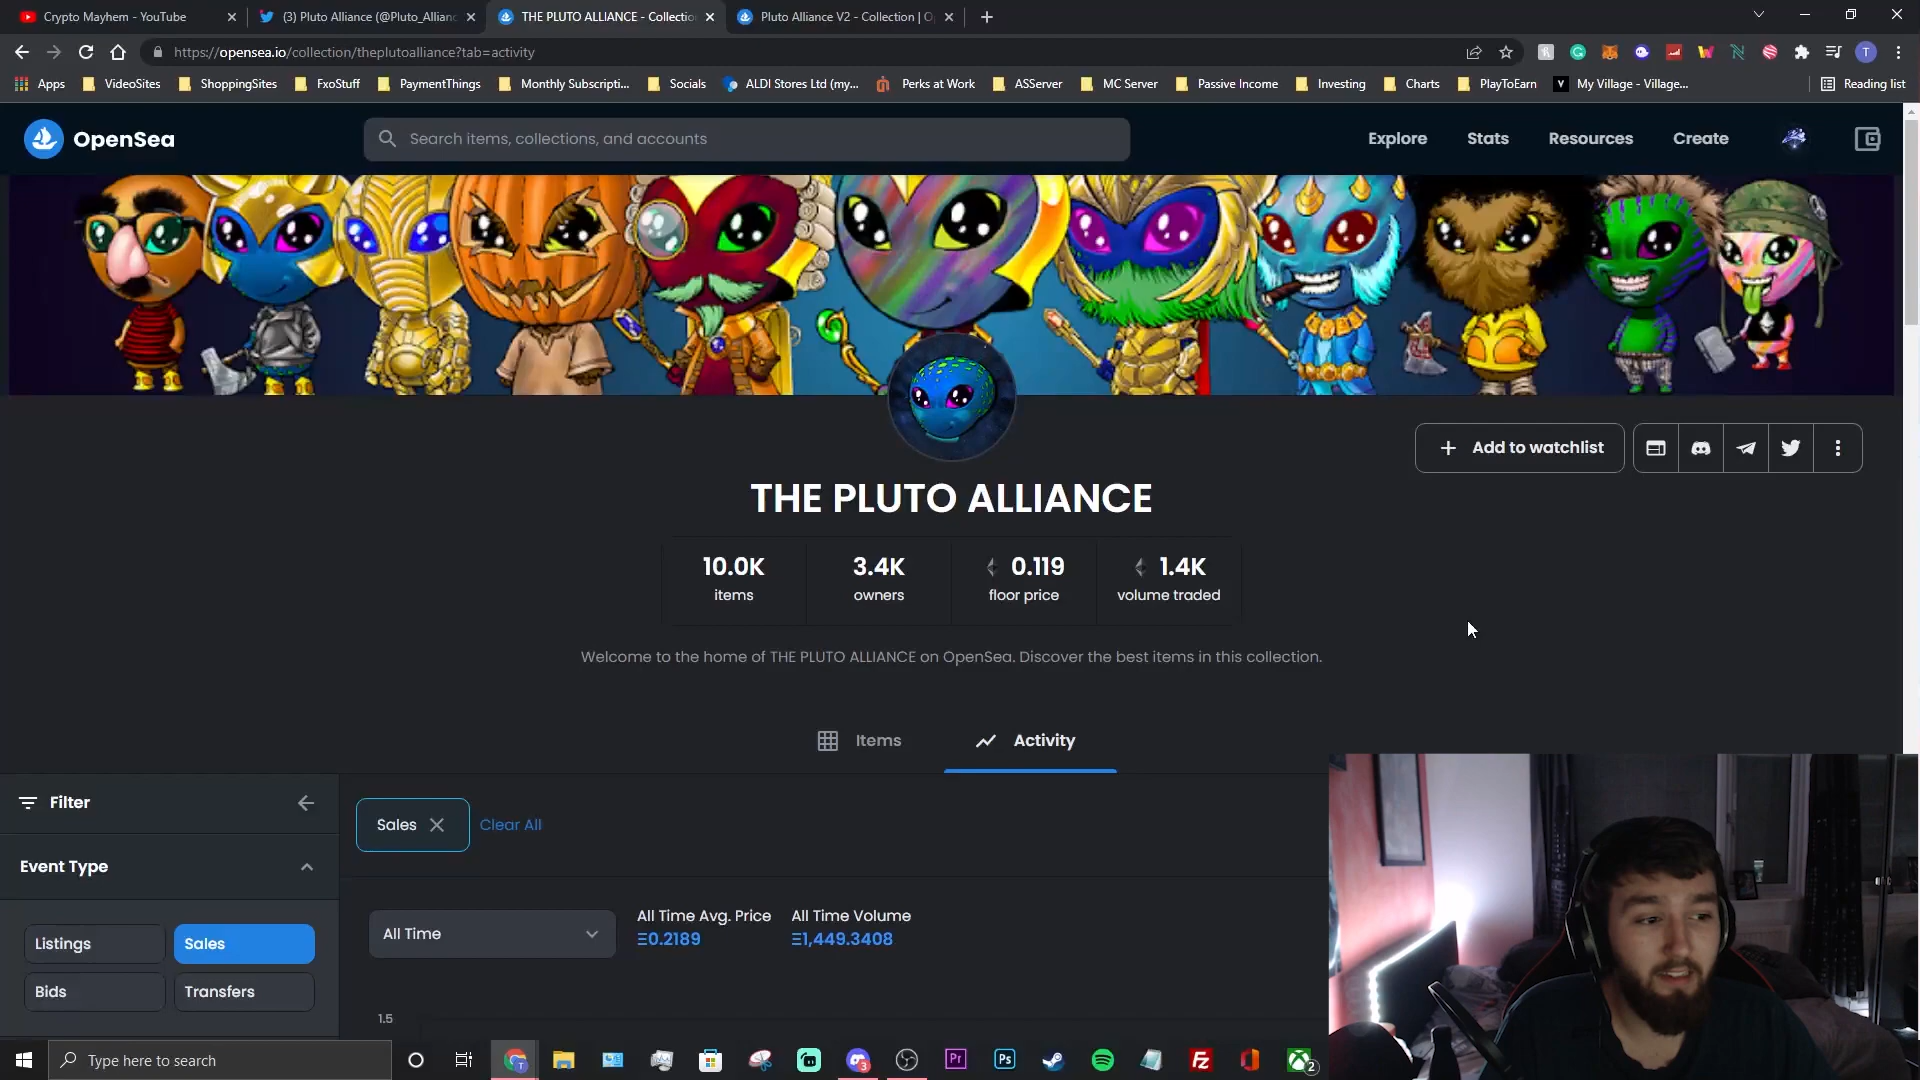 Crypto Mayhem - YouTube
(3) Pluto Alliance (@Pluto_Allianc
THE PLUTO ALLIANCE - Collectio
Pluto Alliance V2 - Collection | O
https://opensea.io/collection/theplutoalliance?tab=activity
T
Apps
VideoSites
ShoppingSites
FxoStuff
PaymentThings
Monthly Subscripti...
Socials
ALDI Stores Ltd (my...
Perks at Work
ASServer
MC Server
Passive Income
Investing
Charts
PlayToEarn
V
My Village - Village...
Reading list
OpenSea
Search items, collections, and accounts
Explore
Stats
Resources
Create
Add to watchlist
THE PLUTO ALLIANCE
10.0K
3.4K
0.119
1.4K
items
owners
floor price
volume traded
Welcome to the home of THE PLUTO ALLIANCE on OpenSea. Discover the best items in this collection.
Items
Activity
Filter
Sales
Clear All
Event Type
All Time
All Time Avg. Price
Ξ0.2189
All Time Volume
Ξ1,449.3408
Listings
Sales
Bids
Transfers
1.5
Type here to search
T
3
Pr
Ps
Fz
2